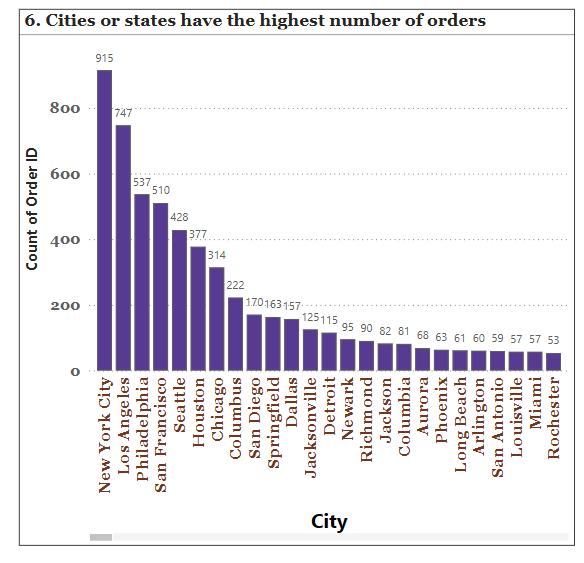 6. Cities or states have the highest number of orders
Count of Order ID
800
600
400
200
0
915
747
537
510
428
377
314
222
170
163
157
125
115
95
90
82
81
68
63
61
60
59
57
57
53
New York City
Los Angeles
Philadelphia
San Francisco
Seattle
Houston
Chicago
Columbus
San Diego
Springfield
Dallas
Jacksonville
Detroit
Newark
Richmond
Jackson
Columbia
Aurora
Phoenix
Long Beach
Arlington
San Antonio
Louisville
Miami
Rochester
City